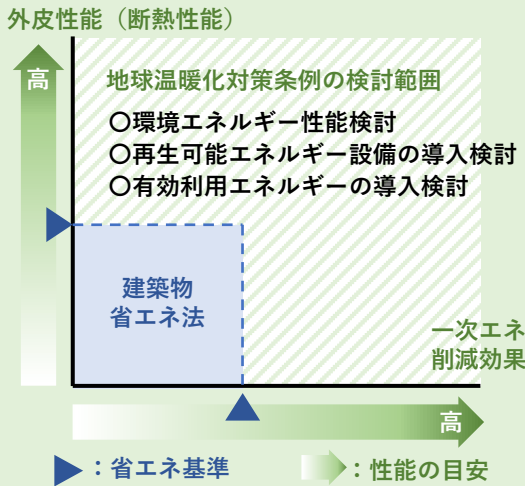 外皮性能（断熱性能）
高
地球温暖化対策条例の検討範囲
〇環境エネルギー性能検討
〇再生可能エネルギー設備の導入検討
〇有効利用エネルギーの導入検討
建築物
省エネ法
一次エネ
削減効果
高
：省エネ基準
：性能の目安